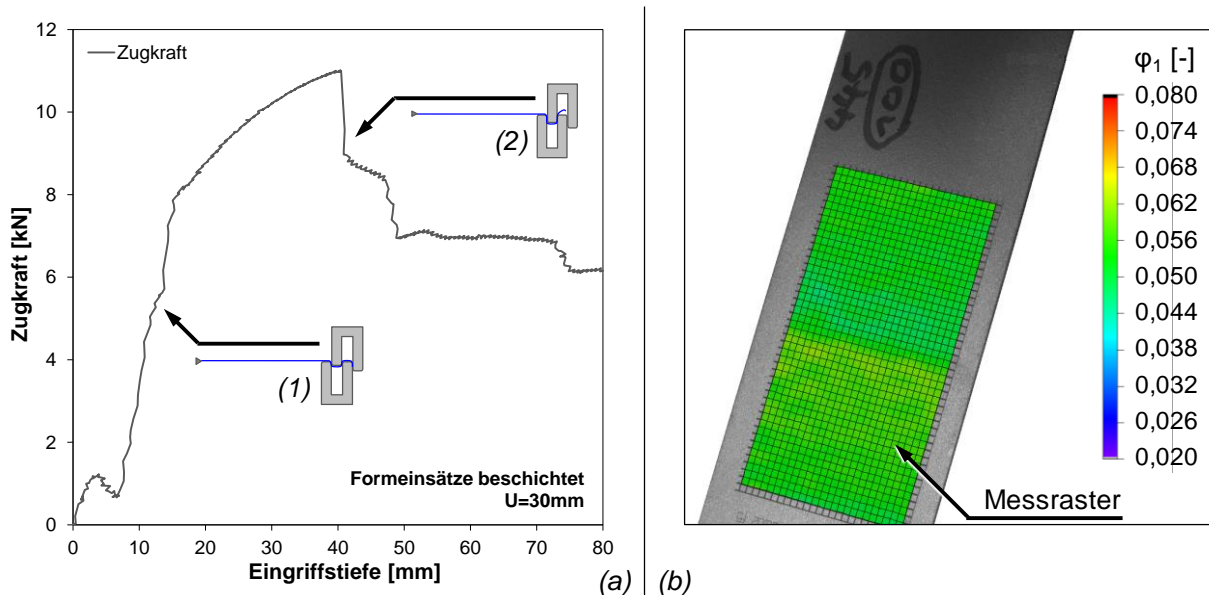 Zugkraft [kN]
12
10
8
6
4
2
0
Zugkraft
(2)
(1)
Formeinsätze beschichtet
U=30mm
0 10 20 30 40 50 60 70 80
Eingriffstiefe [mm]
(a)
(b)
445
100
φ₁ [-]
0,080
0,074
0,068
0,062
0,056
0,050
0,044
0,038
0,032
0,026
0,020
Messraster